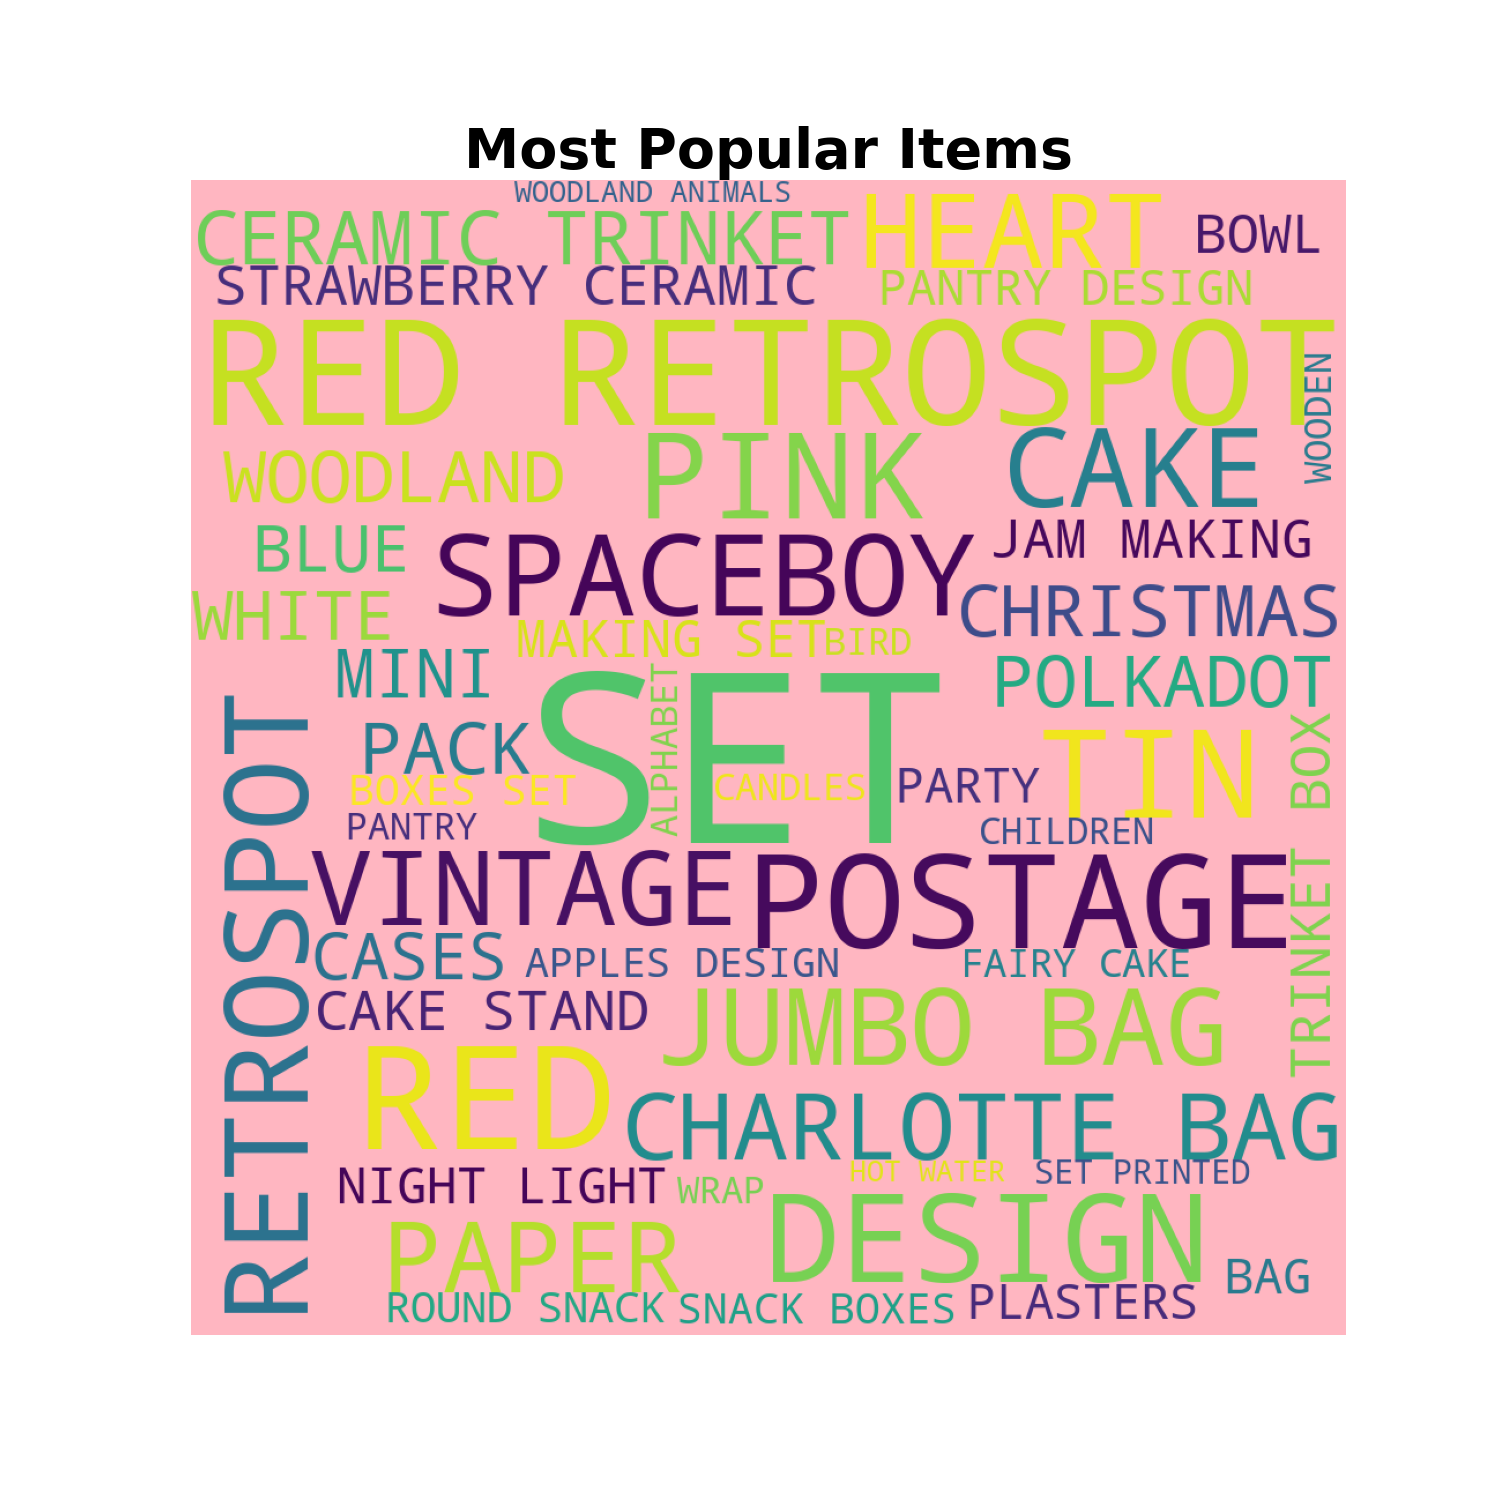 Most Popular Items
WOODLAND ANIMALS
CERAMIC TRINKET
HEART
BOWL
STRAWBERRY CERAMIC
PANTRY DESIGN
RED RETROSPOT
WOODEN
WOODLAND
PINK
CAKE
BLUE
SPACEBOY
JAM MAKING
WHITE
CHRISTMAS
MAKING SET
BIRD
MINI
POLKADOT
SET
ALPHABET
PACK
TIN
TRINKET BOX
BOXES SET
CANDLES
PARTY
PANTRY
CHILDREN
RETROSPOT
VINTAGE
POSTAGE
CASES
APPLES DESIGN
FAIRY CAKE
CAKE STAND
JUMBO BAG
RED
CHARLOTTE BAG
NIGHT LIGHT
WRAP
HOT WATER
SET PRINTED
PAPER
DESIGN
BAG
ROUND SNACK
SNACK BOXES
PLASTERS